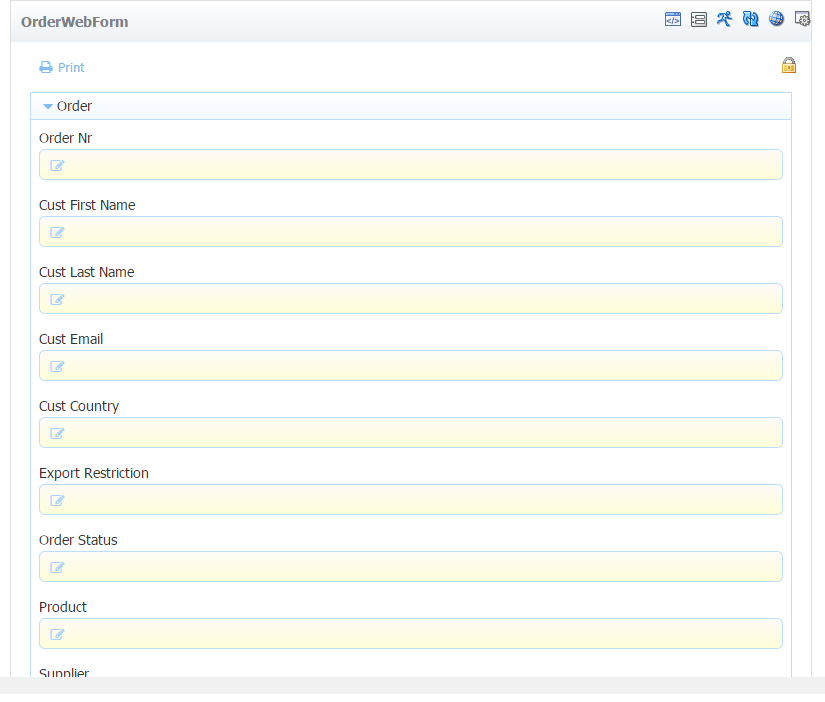 OrderWebForm
Print
Order
Order Nr
Cust First Name
Cust Last Name
Cust Email
Cust Country
Export Restriction
Order Status
Product
Supplier